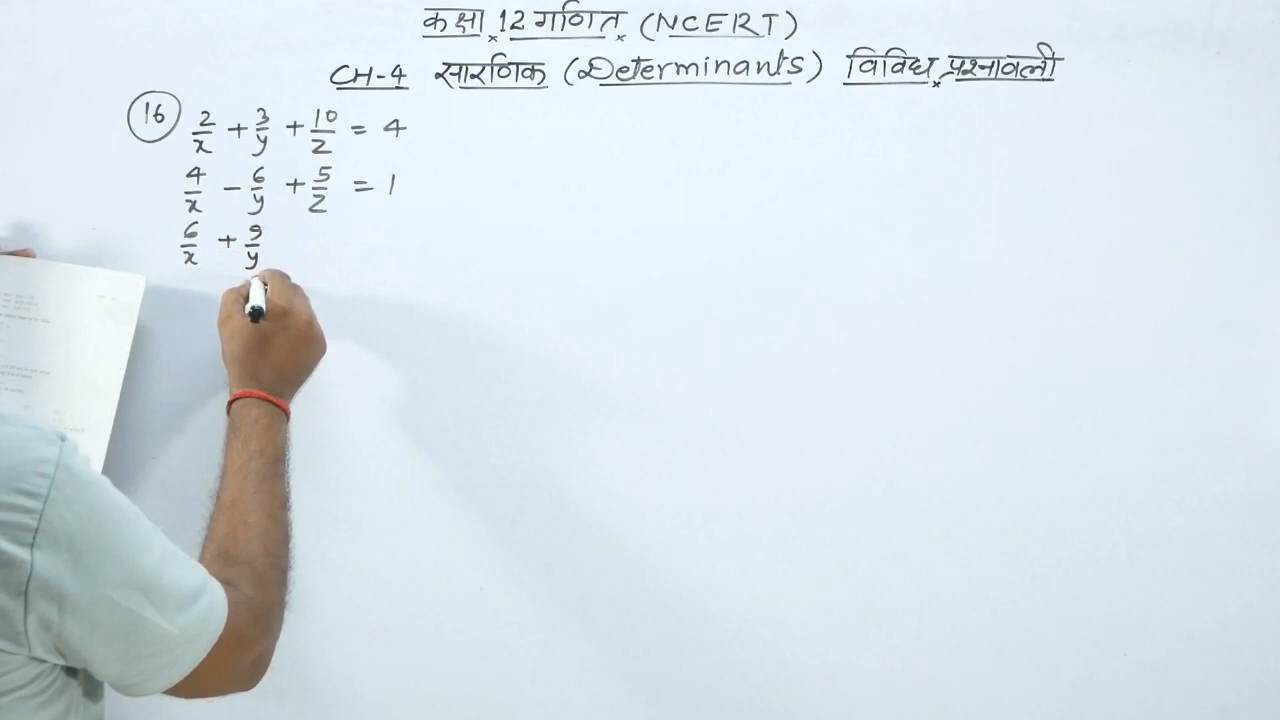 कक्षा 12 गणित (NCERT)
CH-4 सारणिक (Determinants) विविध प्रश्नावली
16 2/x + 3/y + 10/z = 4
4/x - 6/y + 5/z = 1
6/x + 9/y